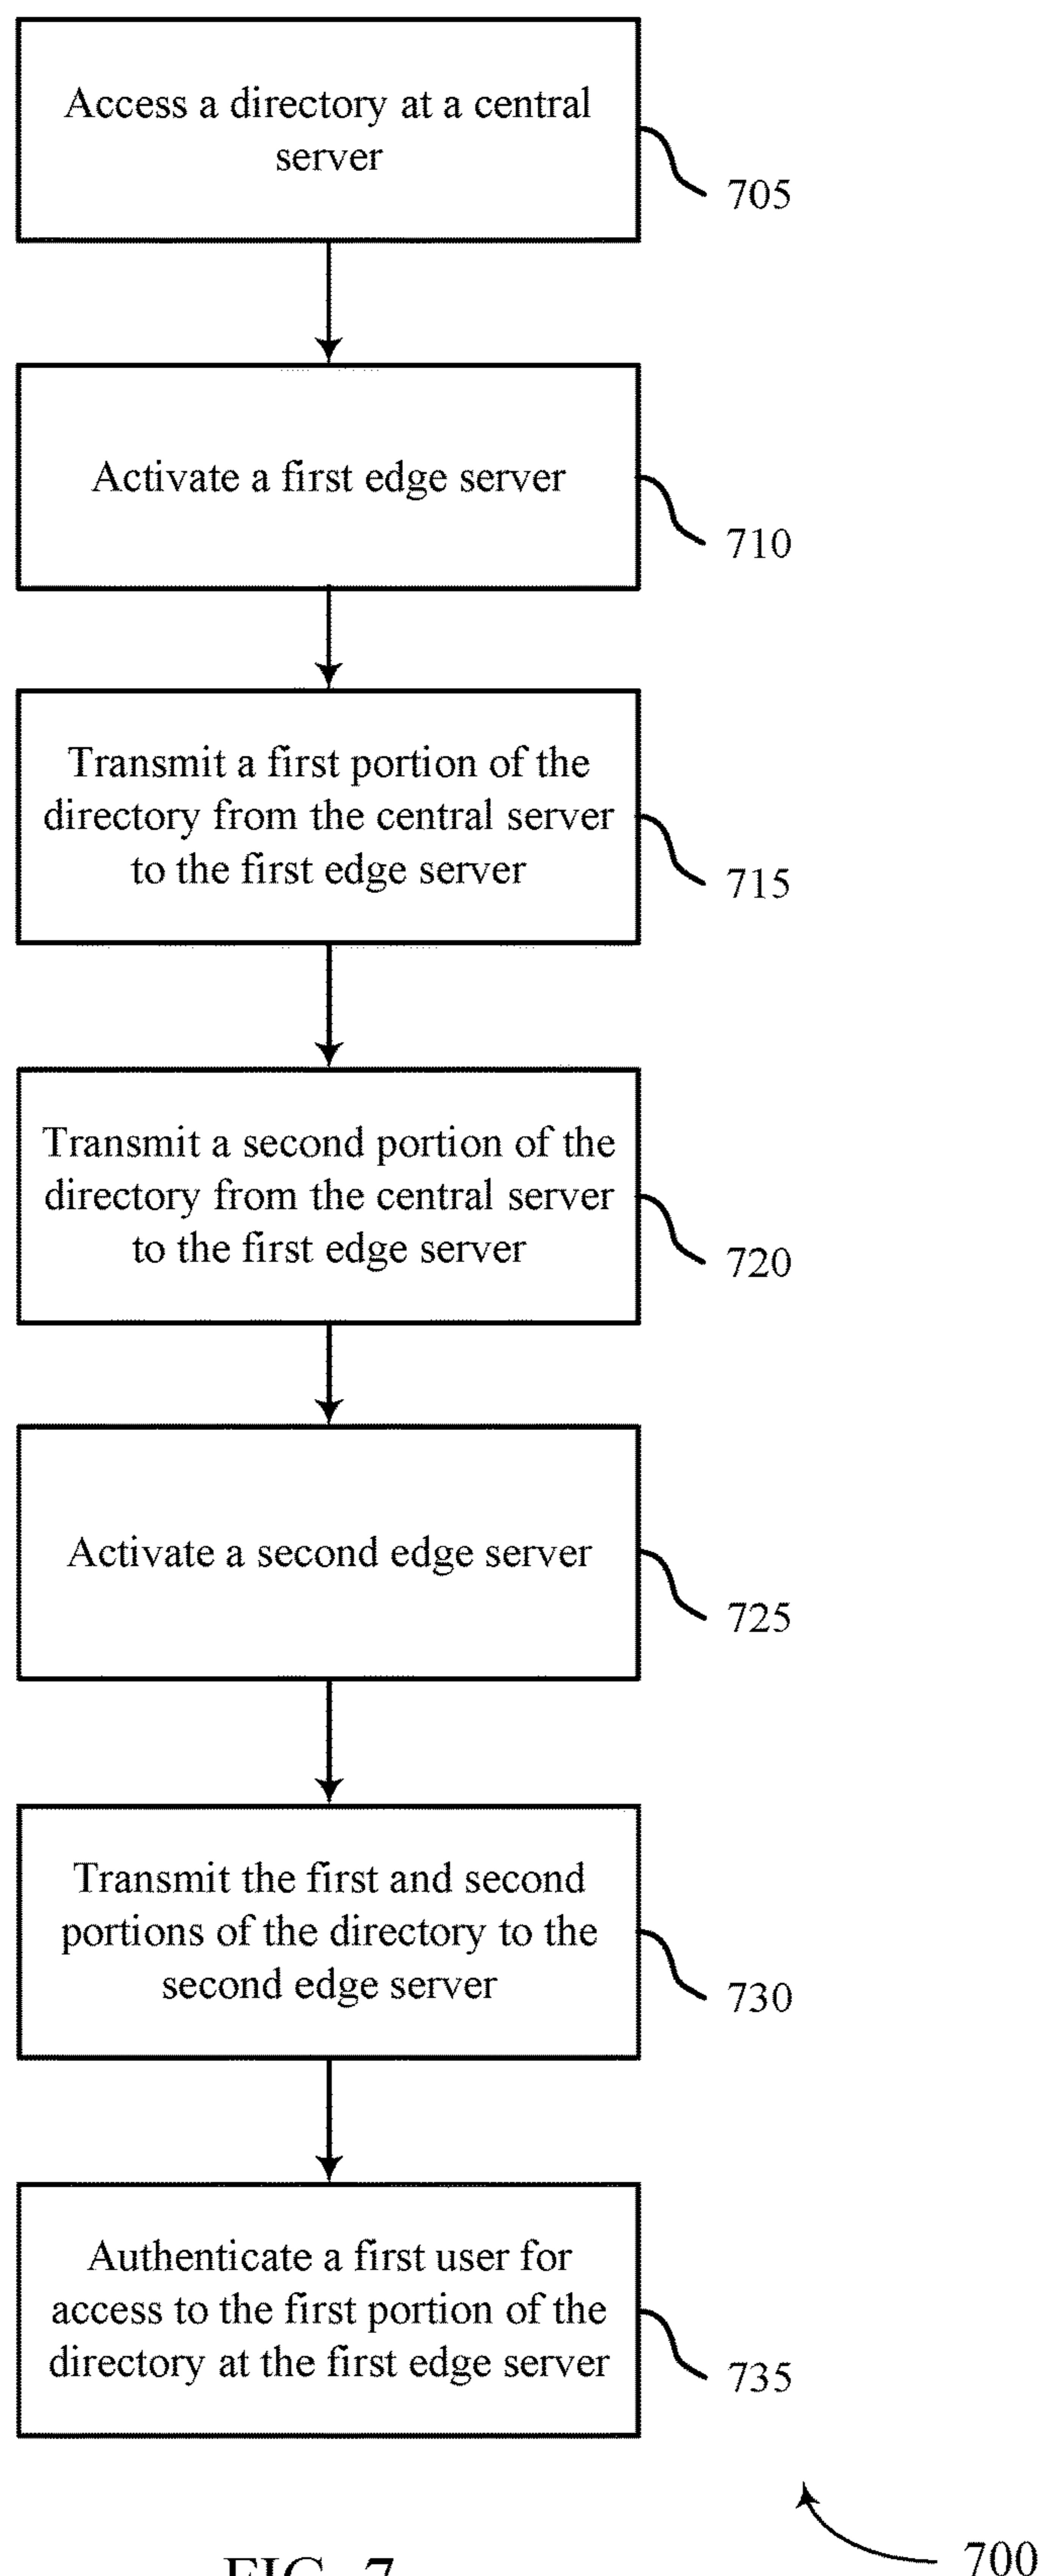 Access a directory at a central
server
705
Activate a first edge server
710
Transmit a first portion of the
directory from the central server
to the first edge server
715
Transmit a second portion of the
directory from the central server
to the first edge server
720
Activate a second edge server
725
Transmit the first and second
portions of the directory to the
second edge server
730
Authenticate a first user for
access to the first portion of the
directory at the first edge server
735
700
FIG. 7